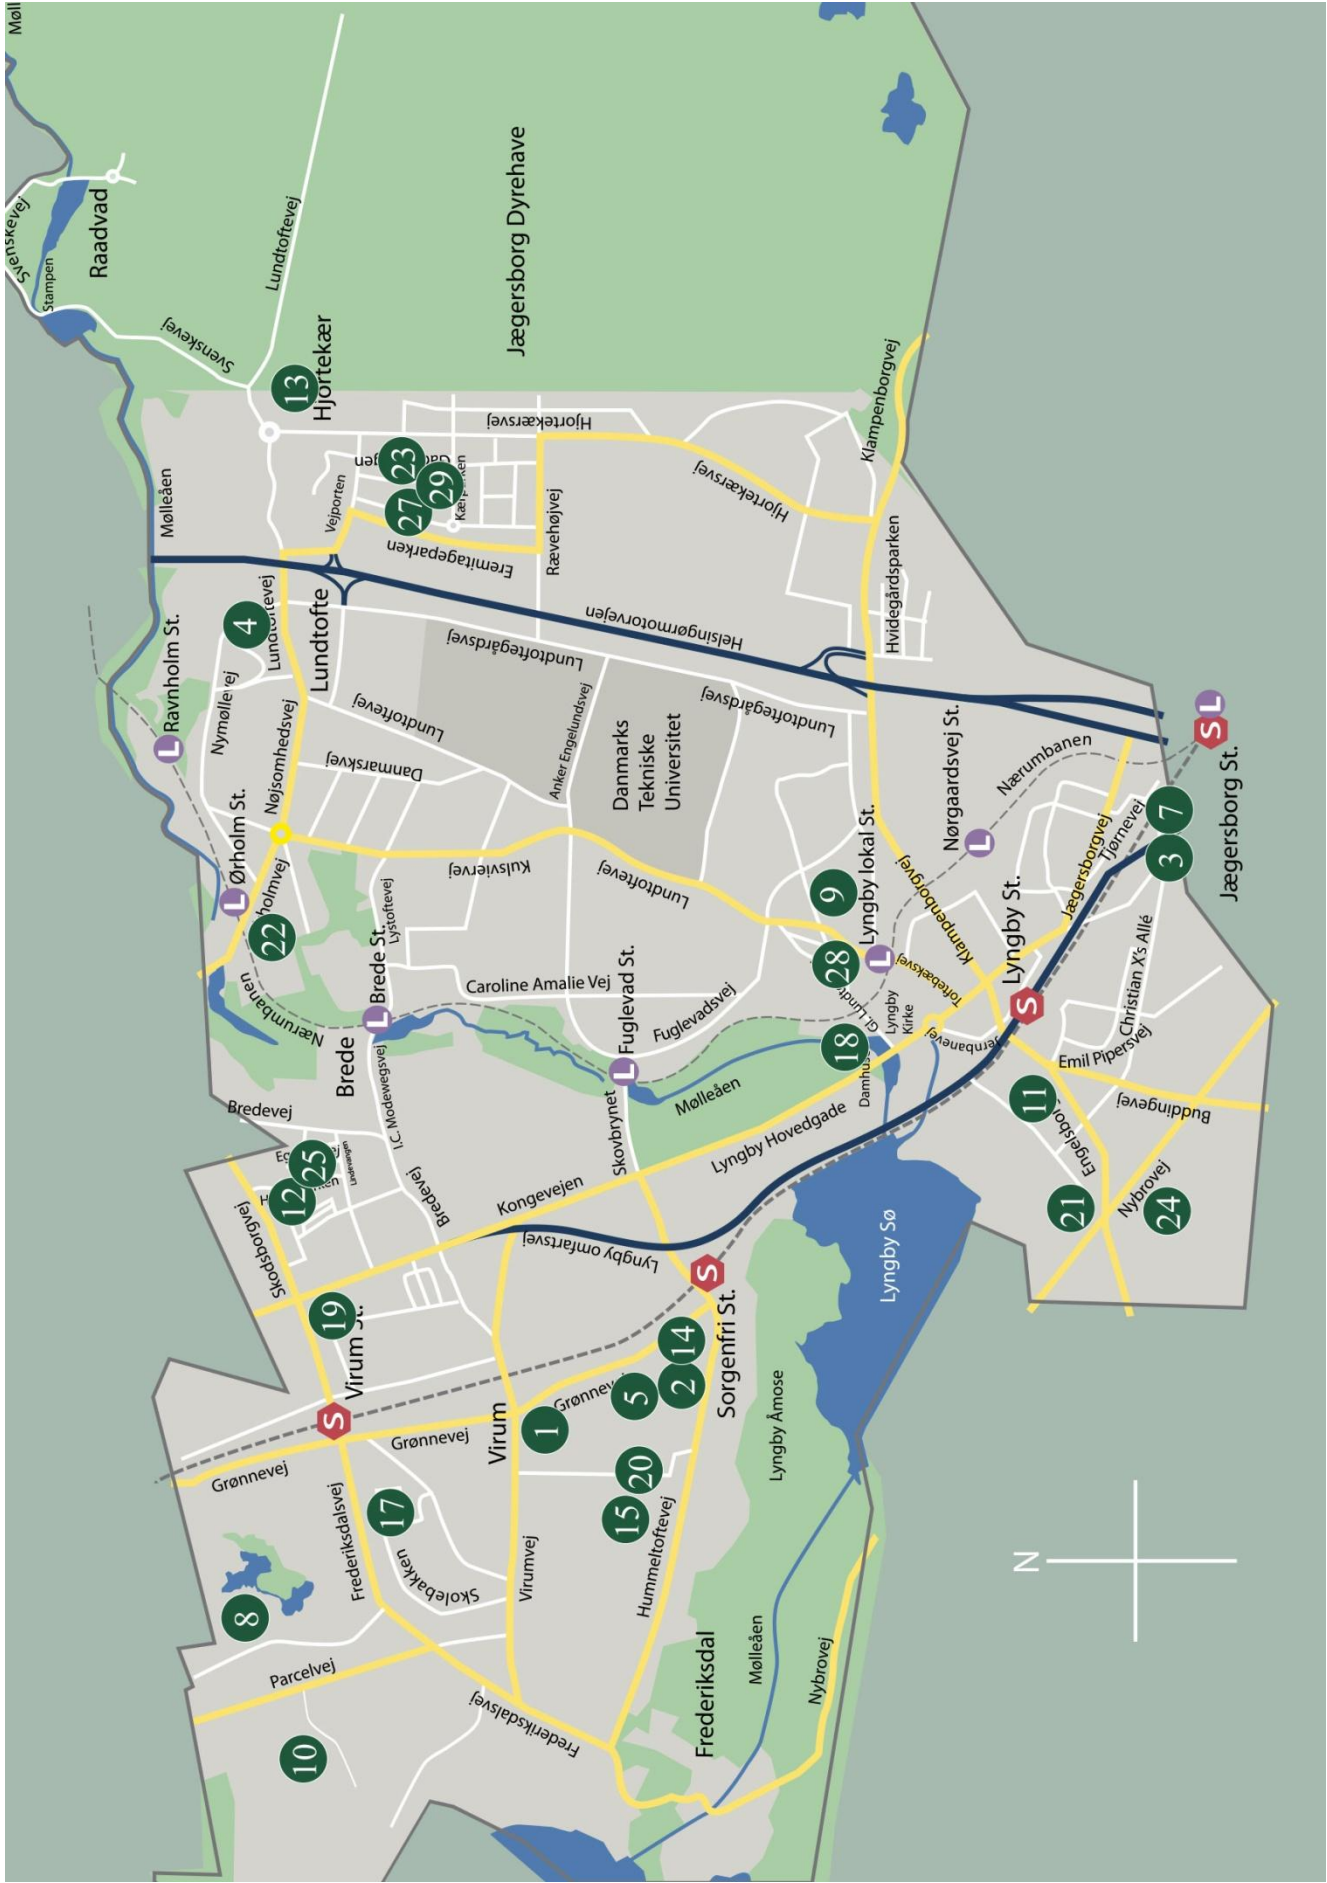 Møll
Svenskevej
Stampen
Raadvad
Svenskevej
Lundtoftevej
Jægersborg Dyrehave
13
Hjortekær
Mølleåen
Vejporten
Hjortekærsvej
23
29
27
Eremitageparken
Rævehøjvej
Hjortekærsvej
Klampenborgvej
Hvidegårdsparken
Helsingørmotorvejen
Ravnholm St.
L
4
Nymøllevej
Lundtoftevej
Lundtofte
Lundtoftegårdsvej
Lundtoftevej
Anker Engelundsvej
Danmarks
Tekniske
Universitet
Lundtoftegårdsvej
Nøjsomhedsvej
Danmarksvej
Ørholm St.
L
22
Kulsviervej
Lundtoftevej
Lystoftevej
Brede St.
L
Nærumbanen
Brede
Caroline Amalie Vej
Fuglevad St.
L
Fuglevadsvej
9
28
Lyngby lokal St.
L
Nørgaardsvej St.
L
Nærumbanen
S
L
Jægersborg St.
7
3
Tjørnevej
Jægersborgvej
Klampenborgvej
Toftebæksvej
Lyngby St.
S
Lyngby
Kirke
18
Mølleåen
Christian X's Allé
Emil Pipersvej
Buddingevej
11
21
24
Nybrovej
Bredevej
I.C. Modewegsvej
Bredevej
25
12
Skodsborgvej
Kongevejen
Skovbrynet
Lyngby Hovedgade
Lyngby omfartsvej
Lyngby Sø
19
Virum St.
S
S
Sorgenfri St.
14
2
5
1
20
15
Virum
Grønnevej
Grønnevej
Lyngby Åmose
17
Skolebakken
Frederiksdalsvej
Virumvej
Hummeltoftevej
8
Parcelvej
10
Frederiksdalsvej
Frederiksdal
Mølleåen
Nybrovej
N